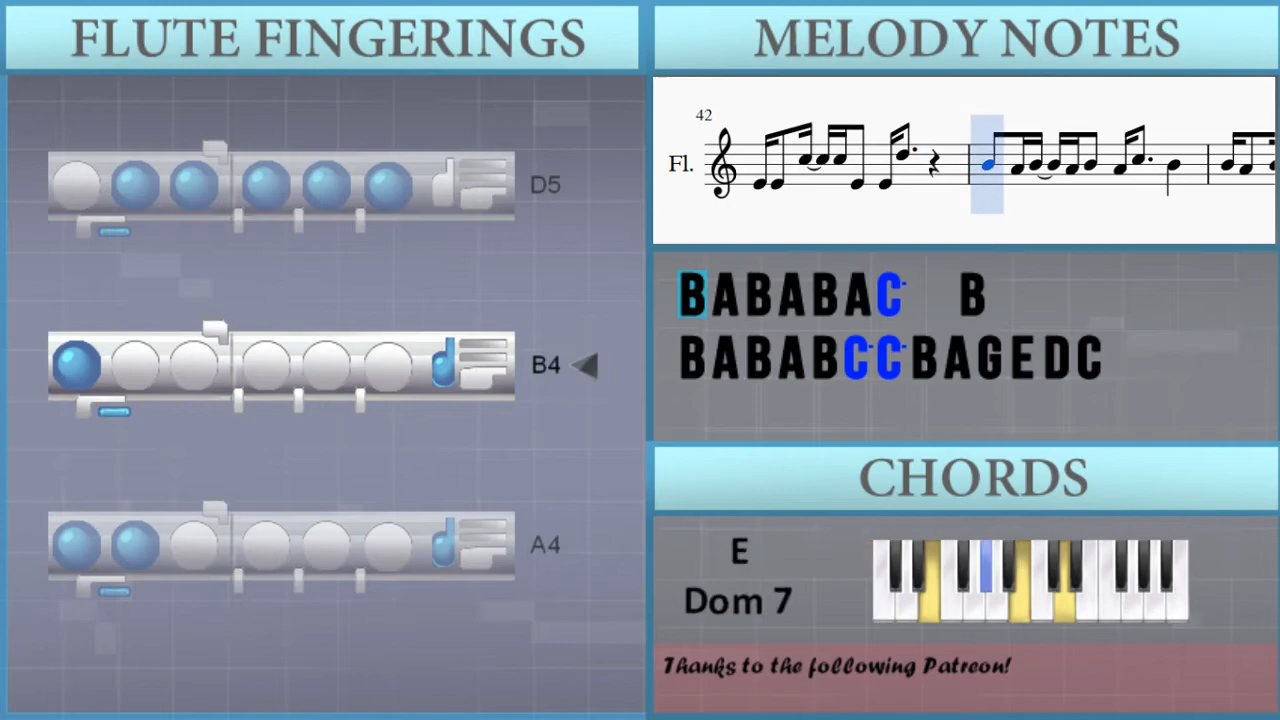 FLUTE FINGERINGS
D5
B4
A4
MELODY NOTES
42
Fl.
BABABAC B
BABABCCBAGEDC
CHORDS
E
Dom 7
Thanks to the following Patreon!